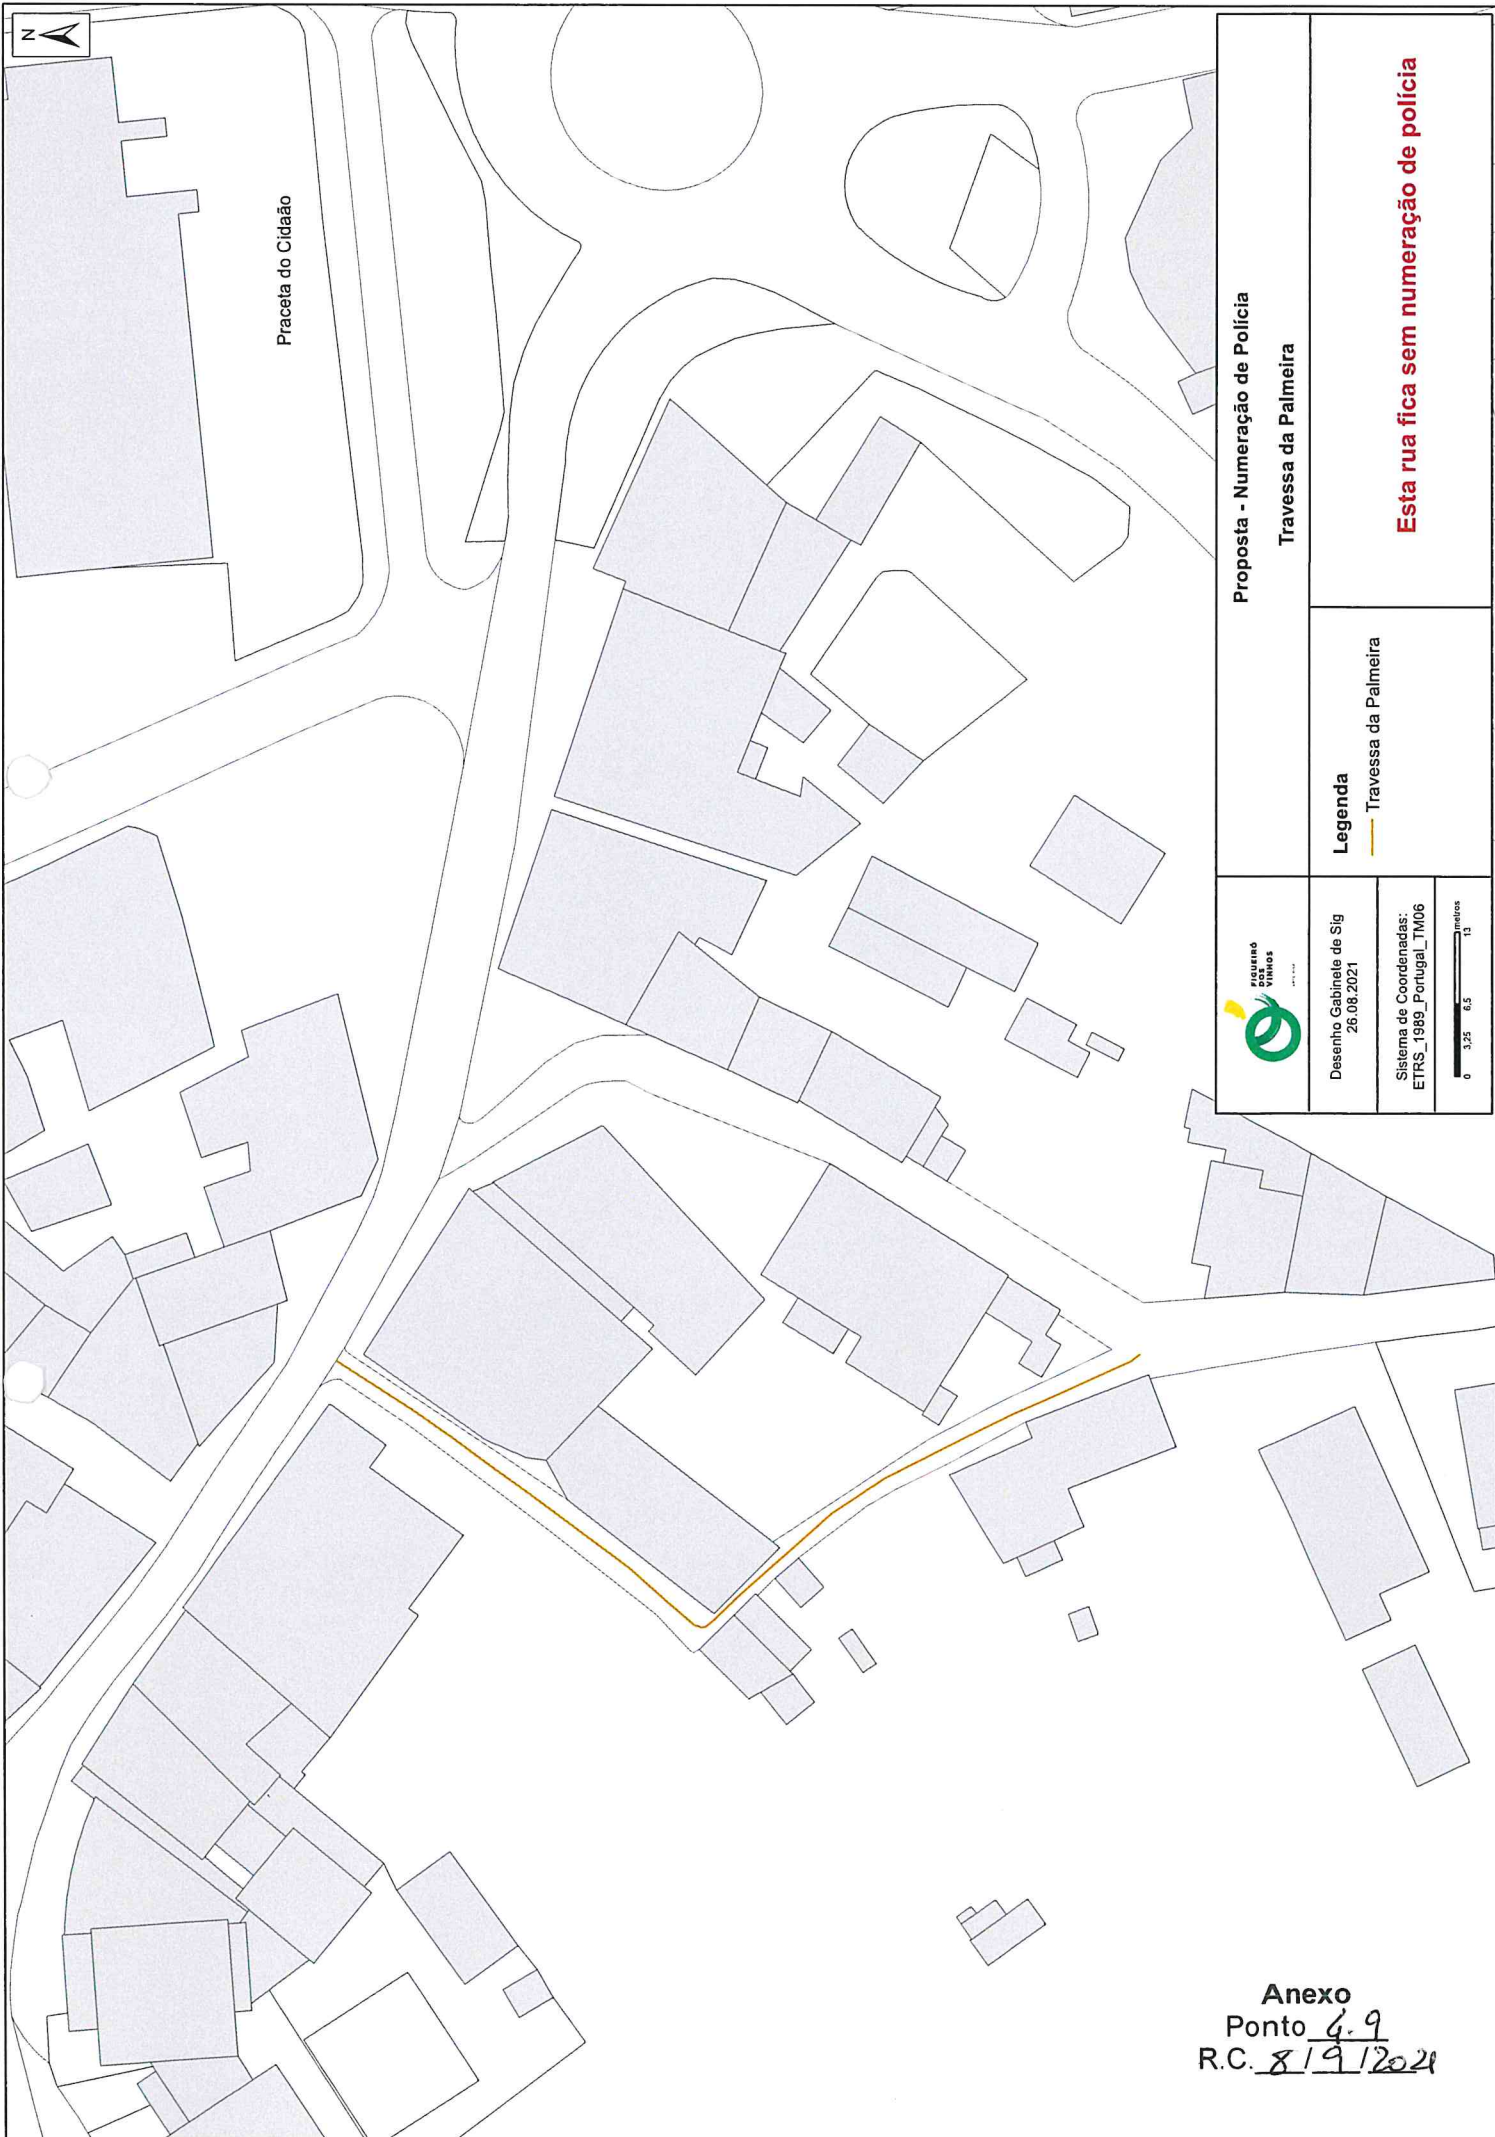 N
Praceta do Cidaão
Proposta - Numeração de Polícia
Travessa da Palmeira
Esta rua fica sem numeração de polícia
Legenda
Travessa da Palmeira
FIGUEIRÓ
DOS
VINHOS
Desenho Gabinete de Sig
26.08.2021
Sistema de Coordenadas:
ETRS_1989_Portugal_TM06
0 3,25 6,5 13 metros
Anexo
Ponto 4.9
R.C. 8/9/2021